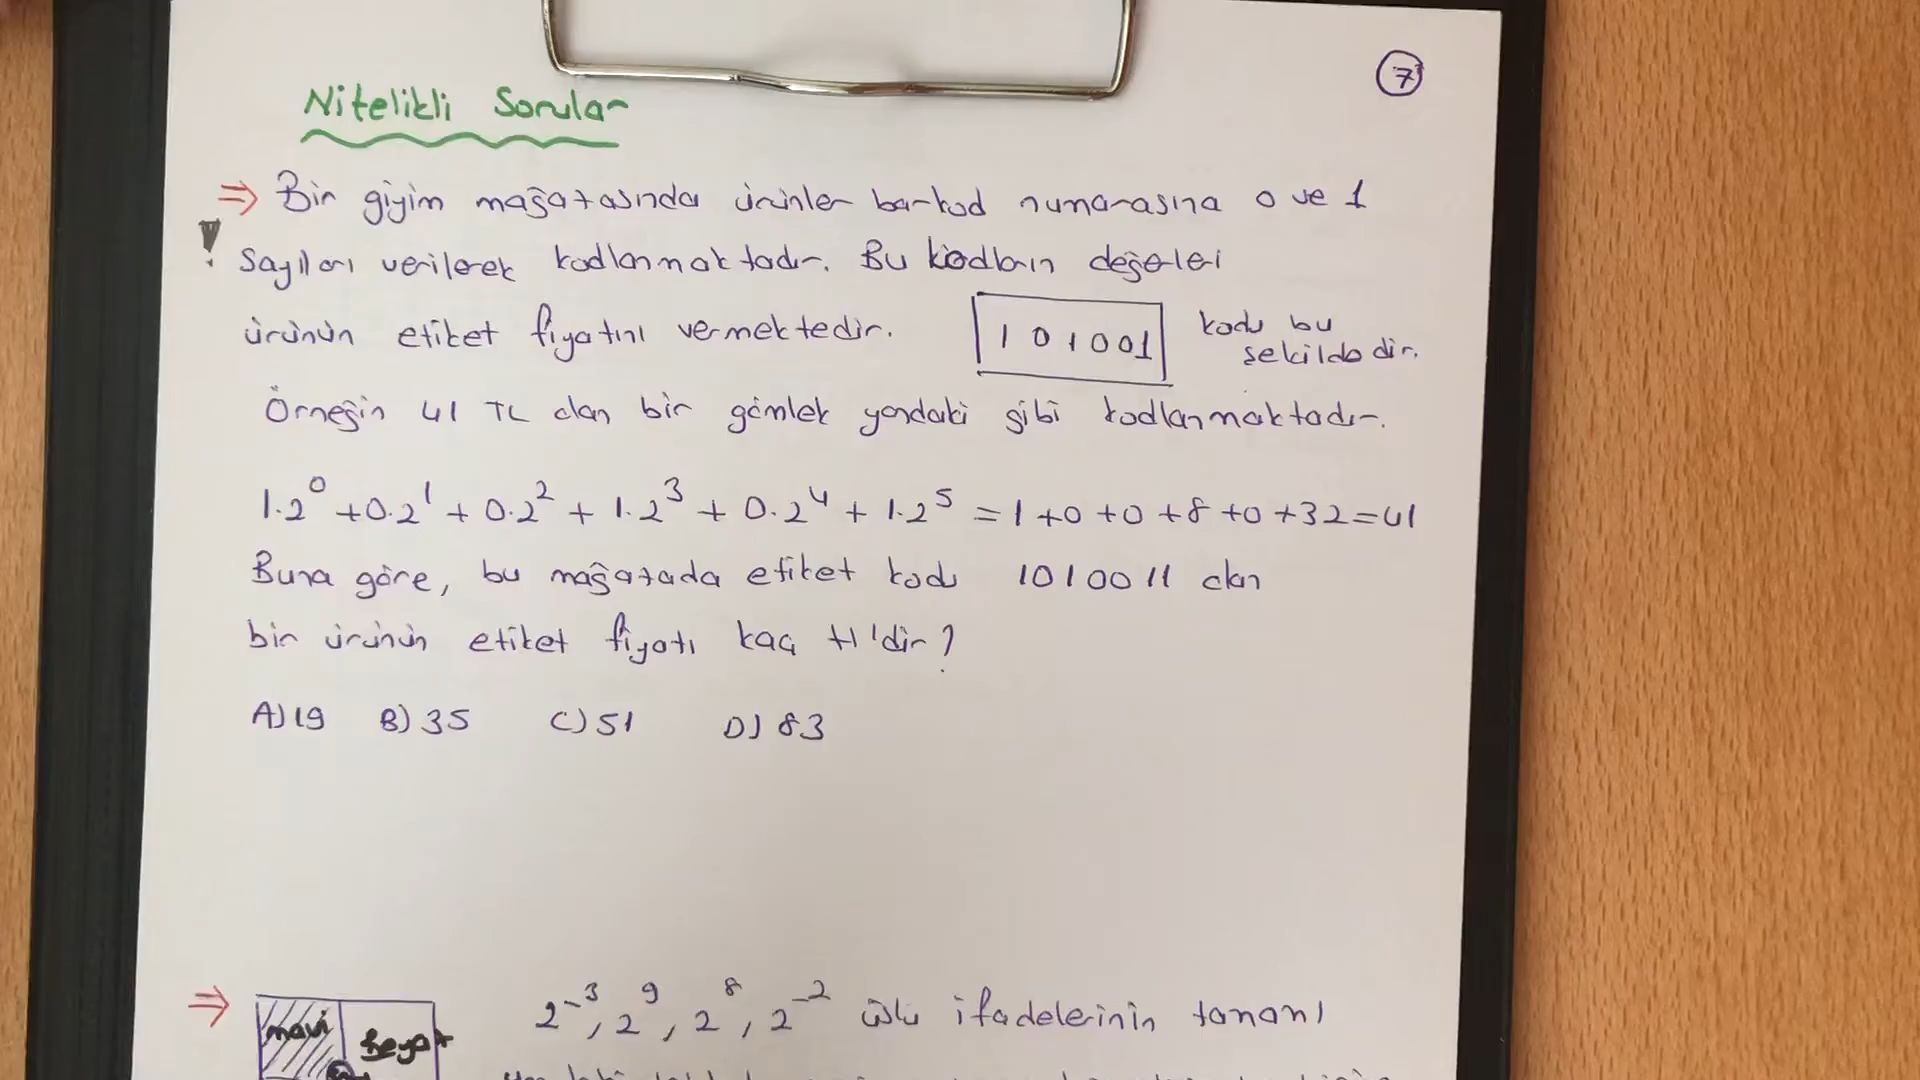 7
Nitelikli Sorular
⇒ Bir giyim mağazasında ürünler barkod numarasına 0 ve 1
! sayıları verilerek kodlanmaktadır. Bu kodların değerleri
ürünün etiket fiyatını vermektedir.
101001
kodu bu
şekildedir.
Örneğin 41 TL olan bir gömlek yandaki gibi kodlanmaktadır.
1.2⁰ + 0.2¹ + 0.2² + 1.2³ + 0.2⁴ + 1.2⁵ = 1 + 0 + 0 + 8 + 0 + 32 = 41
Buna göre, bu mağazada etiket kodu 1010011 olan
bir ürünün etiket fiyatı kaç tl'dir?
A) 19 B) 35 C) 51 D) 83
⇒ mavi beyaz 2⁻³, 2⁹, 2⁸, 2⁻² üslü ifadelerinin tamamı